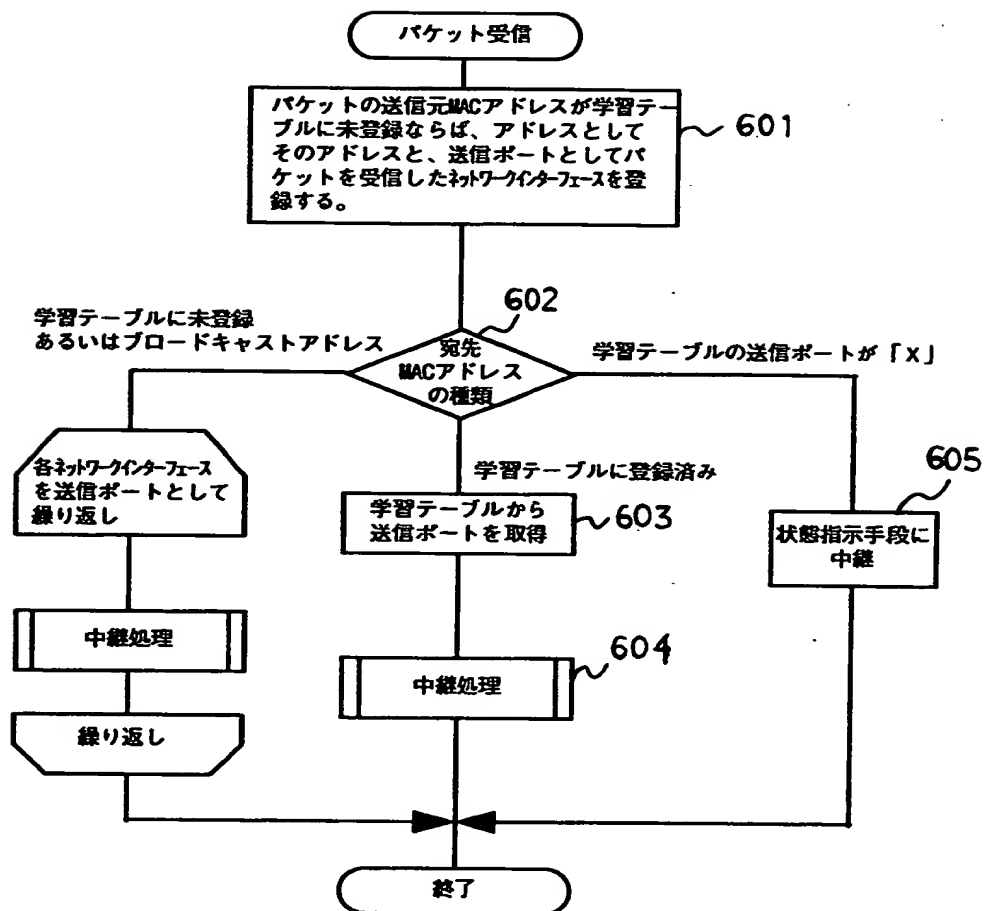 パケット受信
パケットの送信元MACアドレスが学習テー
ブルに未登録ならば、アドレスとして
そのアドレスと、送信ポートとしてパ
ケットを受信したネットワークインターフェースを登
録する。
601
602
学習テーブルに未登録
あるいはブロードキャストアドレス
宛先
MACアドレス
の種類
学習テーブルの送信ポートが「X」
各ネットワークインターフェース
を送信ポートとして
繰り返し
学習テーブルに登録済み
学習テーブルから
送信ポートを取得
603
605
状態指示手段に
中継
中継処理
中継処理
604
繰り返し
終了